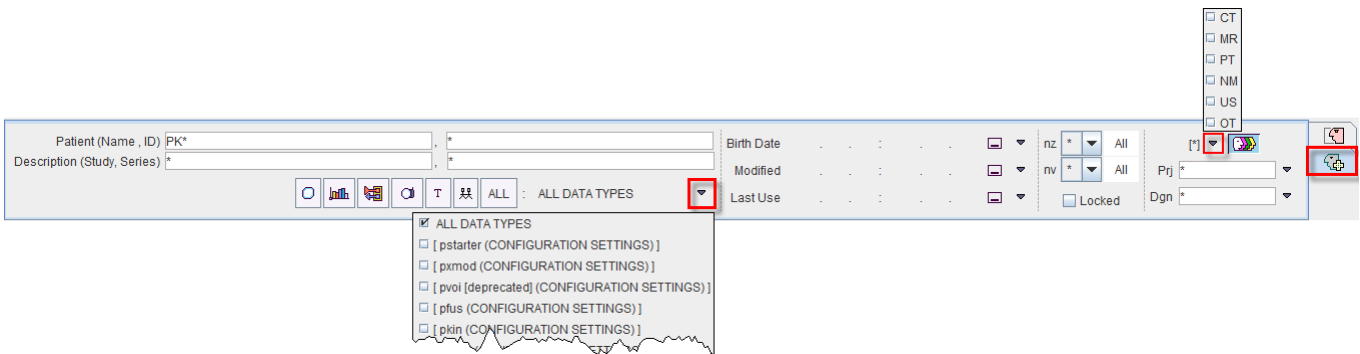 CT
MR
PT
NM
US
OT
Patient (Name , ID) PK* , * Birth Date . . : . . nz * All [*]
Description (Study, Series) * , * Modified . . : . . nv * All Prj *
T ALL : ALL DATA TYPES Last Use . . : . . Locked Dgn *
ALL DATA TYPES
[ pstarter (CONFIGURATION SETTINGS) ]
[ pxmod (CONFIGURATION SETTINGS) ]
[ pvoi [deprecated] (CONFIGURATION SETTINGS) ]
[ pfus (CONFIGURATION SETTINGS) ]
[ pkin (CONFIGURATION SETTINGS) ]